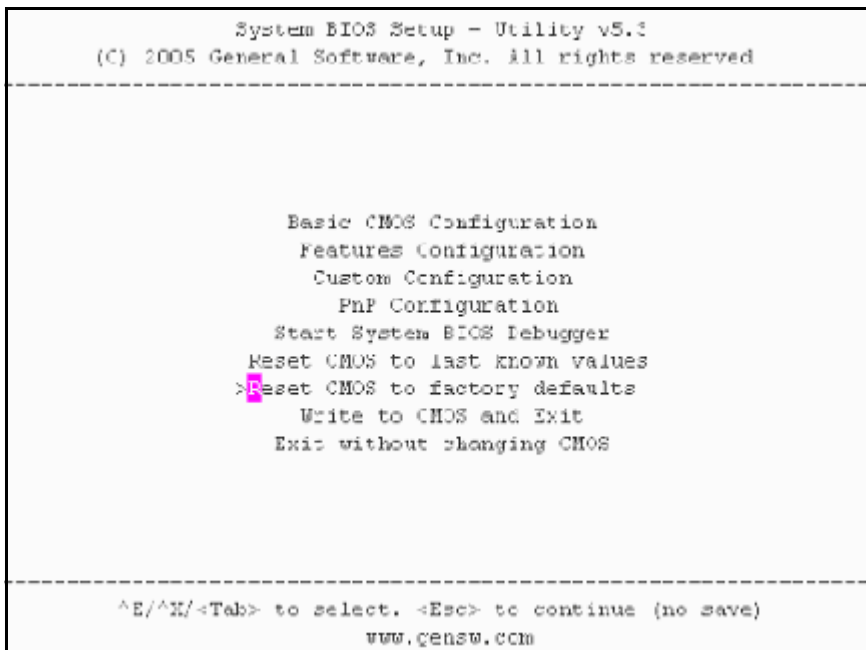 System BIOS Setup - Utility v5.3
(C) 2005 General Software, Inc. All rights reserved
Basic CMOS Configuration
Features Configuration
Custom Configuration
PnP Configuration
Start System BIOS Debugger
Reset CMOS to last known values
>Reset CMOS to factory defaults
Write to CMOS and Exit
Exit without changing CMOS
^E/^X/<Tab> to select. <Esc> to continue (no save)
www.gensw.com